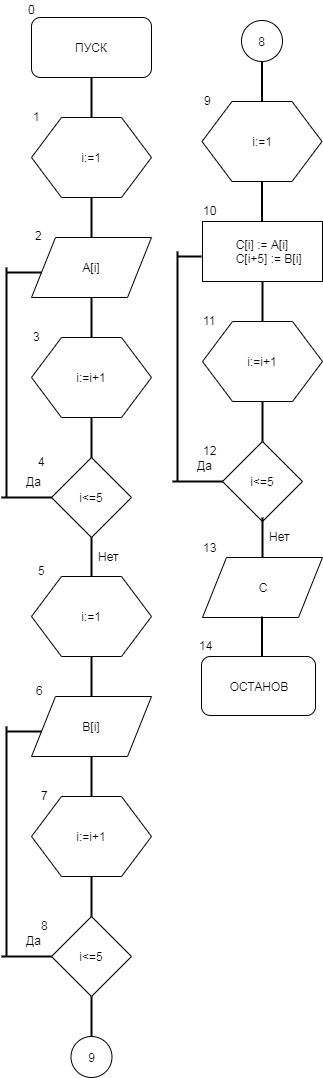 0
ПУСК
1
i:=1
2
A[i]
3
i:=i+1
4
Да
i<=5
Нет
5
i:=1
6
B[i]
7
i:=i+1
8
Да
i<=5
9
8
9
i:=1
10
C[i] := A[i]
C[i+5] := B[i]
11
i:=i+1
12
Да
i<=5
Нет
13
C
14
ОСТАНОВ